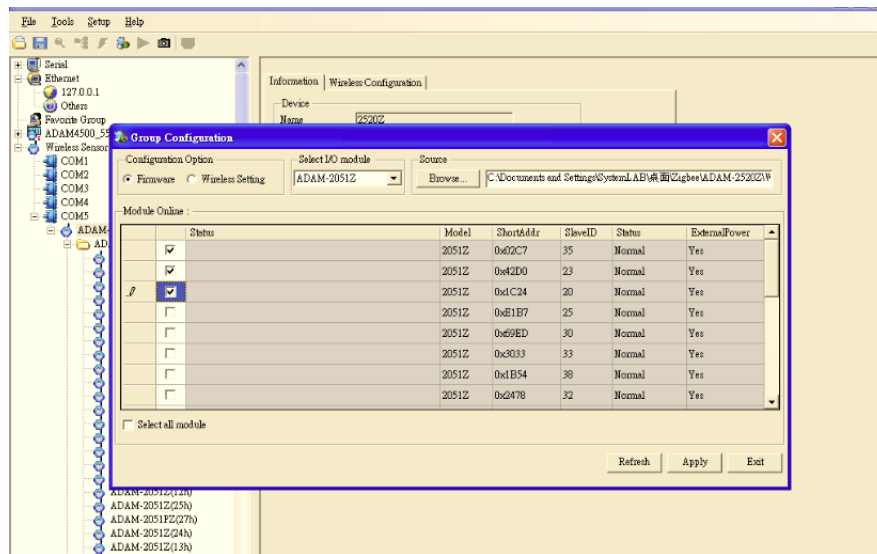 File Tools Setup Help
Serial
Ethernet
127.0.0.1
Others
Favorite Group
ADAM4500_55
Wireless Sensor
COM1
COM2
COM3
COM4
COM5
ADAM-
AD
ADAM-2051Z(12h)
ADAM-2051Z(25h)
ADAM-2051PZ(27h)
ADAM-2051Z(24h)
ADAM-2051Z(13h)
Information Wireless Configuration
Device
Name 2520Z
Group Configuration
Configuration Option
Firmware Wireless Setting
Select I/O module
ADAM-2051Z
Source
Browse... C:\Documents and Settings\SystemLAB\桌面\Zigbee\ADAM-2520Z\W
Module Online :
Status Model ShortAddr SlaveID Status ExternalPower
2051Z 0x02C7 35 Normal Yes
2051Z 0x42D0 23 Normal Yes
2051Z 0x1C24 20 Normal Yes
2051Z 0xE1B7 25 Normal Yes
2051Z 0x69ED 30 Normal Yes
2051Z 0x3033 33 Normal Yes
2051Z 0x1B54 38 Normal Yes
2051Z 0x2478 32 Normal Yes
Select all module
Refresh Apply Exit